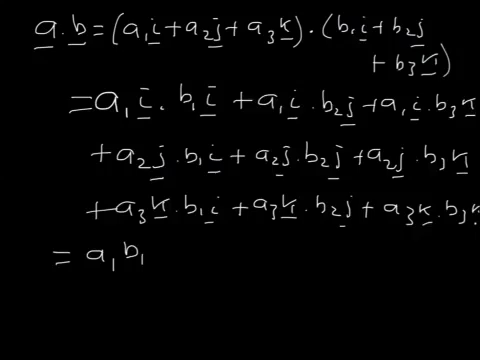 a.b=(a₁i+a₂j+a₃k).(b₁i+b₂j
+b₃k)
=a₁i.b₁i+a₁i.b₂j+a₁i.b₃k
+a₂j.b₁i+a₂j.b₂j+a₂j.b₃k
+a₃k.b₁i+a₃k.b₂j+a₃k.b₃k
=a₁b₁